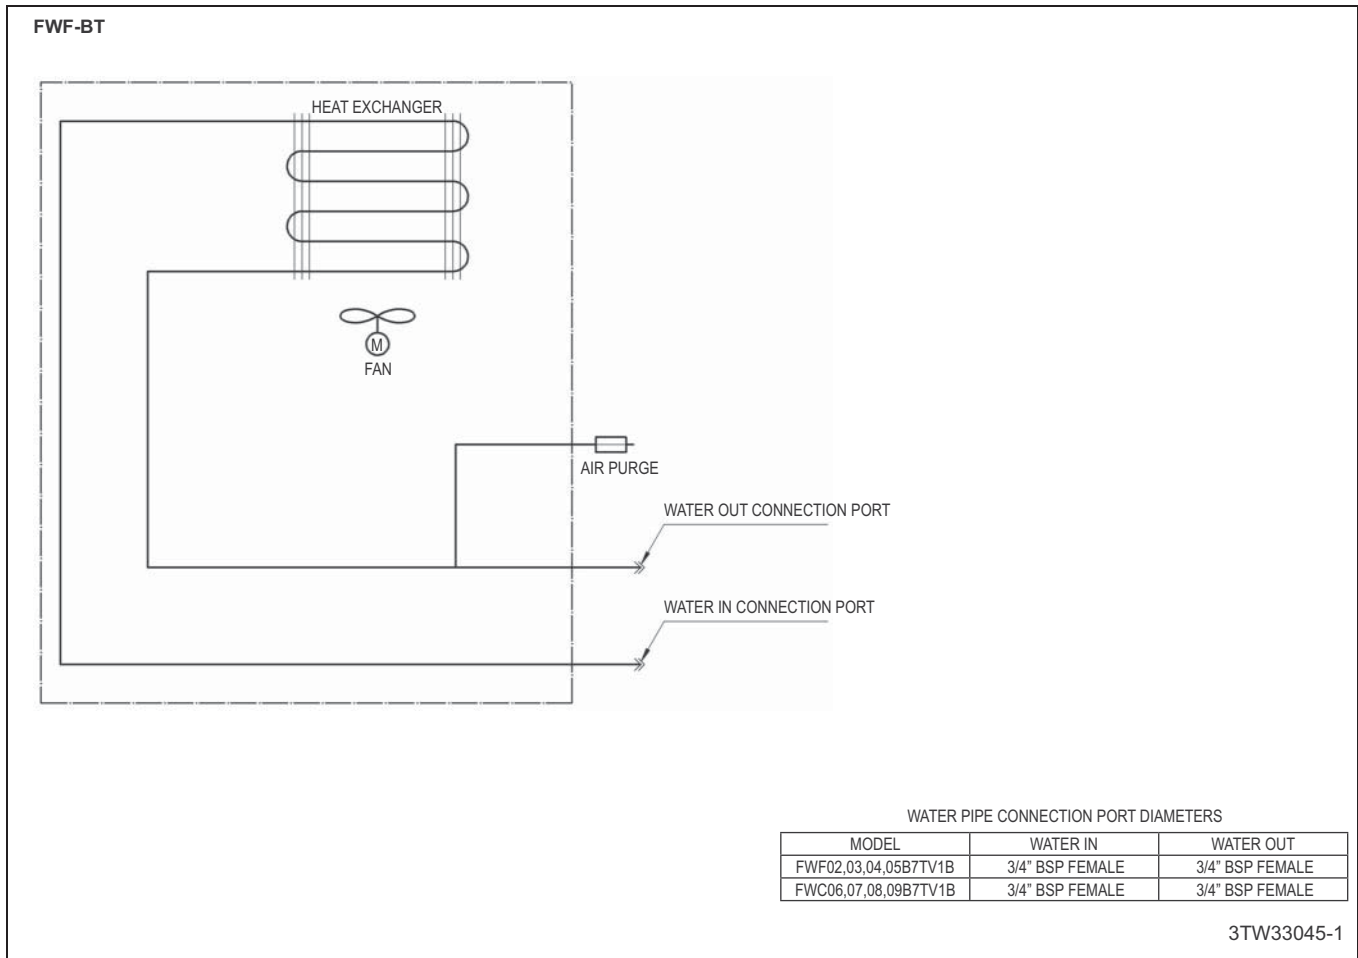 FWF-BT
HEAT EXCHANGER
M
FAN
AIR PURGE
WATER OUT CONNECTION PORT
WATER IN CONNECTION PORT
WATER PIPE CONNECTION PORT DIAMETERS
MODEL WATER IN WATER OUT
FWF02,03,04,05B7TV1B 3/4” BSP FEMALE 3/4” BSP FEMALE
FWC06,07,08,09B7TV1B 3/4” BSP FEMALE 3/4” BSP FEMALE
3TW33045-1